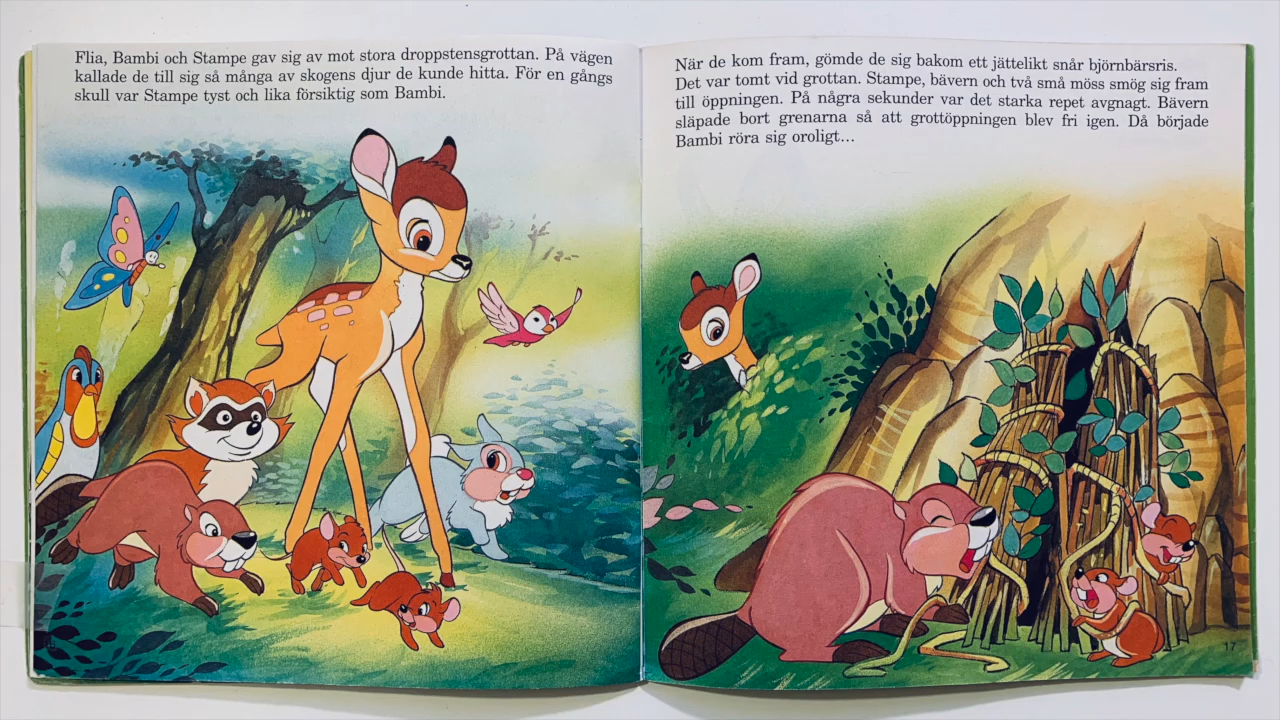 Flia, Bambi och Stampe gav sig av mot stora droppstensgrottan. På vägen
kallade de till sig så många av skogens djur de kunde hitta. För en gångs
skull var Stampe tyst och lika försiktig som Bambi.
När de kom fram, gömde de sig bakom ett jättelikt snår björnbärsris.
Det var tomt vid grottan. Stampe, bävern och två små möss smög sig fram
till öppningen. På några sekunder var det starka repet avgnagt. Bävern
släpade bort grenarna så att grottöppningen blev fri igen. Då började
Bambi röra sig oroligt...
17